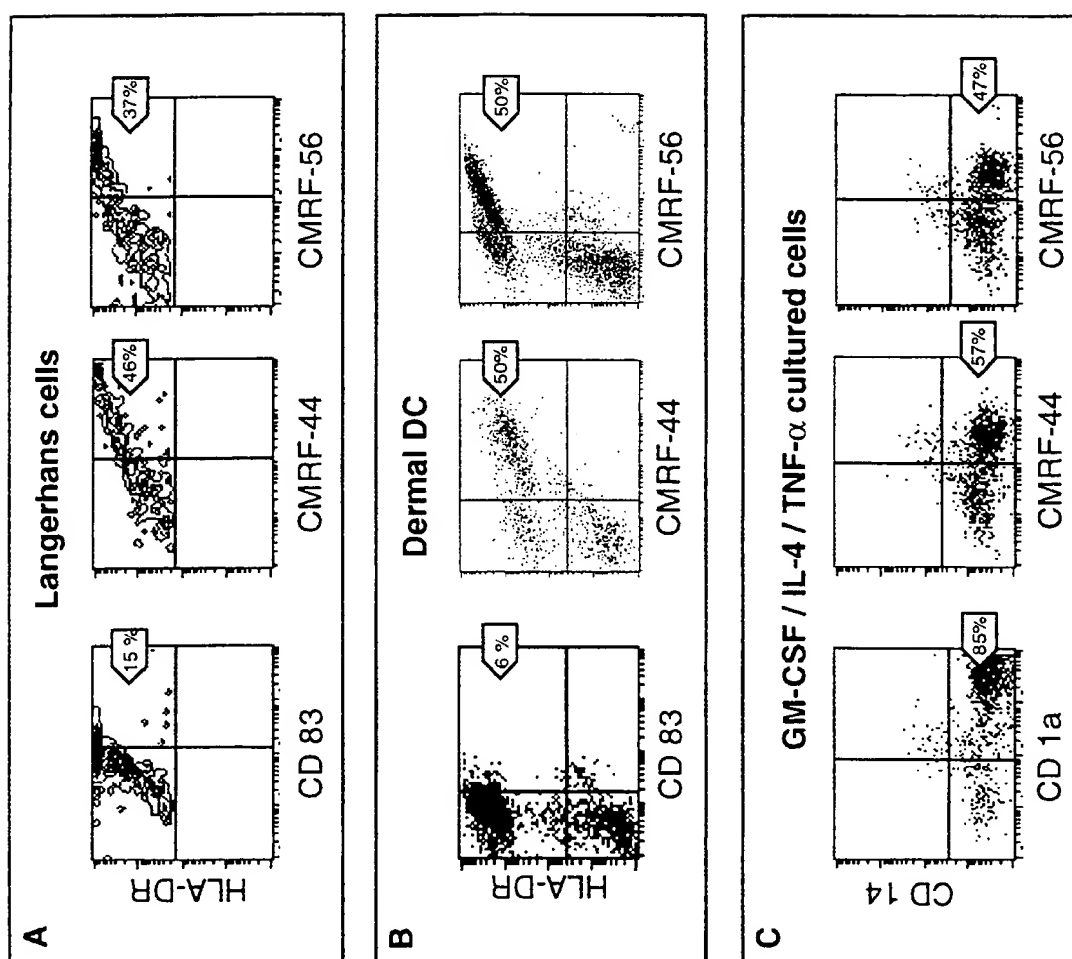 A
Langerhans cells
HLA-DR
15 %
46%
37%
CD 83
CMRF-44
CMRF-56
B
Dermal DC
HLA-DR
6 %
50%
50%
CD 83
CMRF-44
CMRF-56
C
GM-CSF / IL-4 / TNF-α cultured cells
CD 14
85%
57%
47%
CD 1a
CMRF-44
CMRF-56